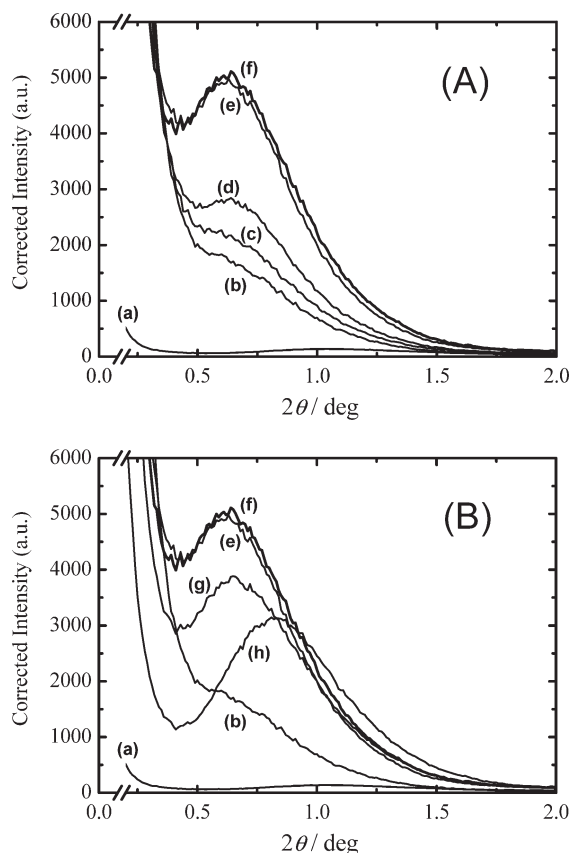 6000
5000
4000
3000
2000
1000
0
Corrected Intensity (a.u.)
(A)
(f)
(e)
(d)
(c)
(b)
(a)
0.0 0.5 1.0 1.5 2.0
2θ / deg
6000
5000
4000
3000
2000
1000
0
Corrected Intensity (a.u.)
(B)
(f)
(e)
(g)
(h)
(b)
(a)
0.0 0.5 1.0 1.5 2.0
2θ / deg